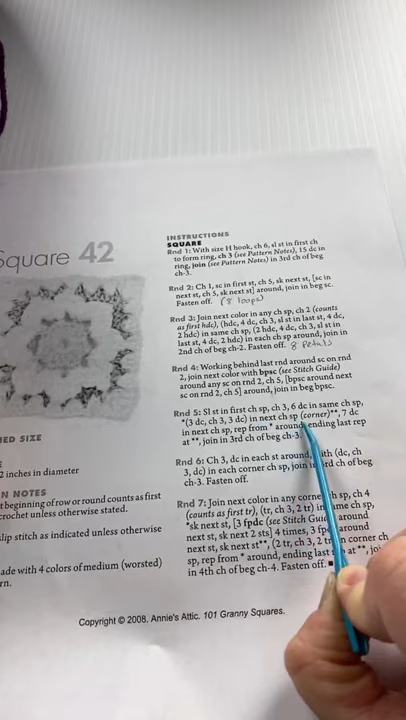 Square 42
INSTRUCTIONS
SQUARE
Rnd 1: With size H hook, ch 6, sl st in first ch
to form ring, ch 3 (see Pattern Notes), 15 dc in
ring, join (see Pattern Notes) in 3rd ch of beg
ch-3.
Rnd 2: Ch 1, sc in first st, ch 5, sk next st, [sc in
next st, ch 5, sk next st] around, join in beg sc.
Fasten off. (8 loops)
Rnd 3: Join next color in any ch sp, ch 2 (counts
as first hdc), (hdc, 4 dc, ch 3, sl st in last st, 4 dc,
2 hdc) in same ch sp, (2 hdc, 4 dc, ch 3, sl st in
last st, 4 dc, 2 hdc) in each ch sp around, join in
2nd ch of beg ch-2. Fasten off. 8 petals
Rnd 4: Working behind last rnd around sc on rnd
2, join next color with bpsc (see Stitch Guide)
around any sc on rnd 2, ch 5, [bpsc around next
sc on rnd 2, ch 5] around, join in beg bpsc.
Rnd 5: Sl st in first ch sp, ch 3, 6 dc in same ch sp,
*(3 dc, ch 3, 3 dc) in next ch sp (corner)**, 7 dc
in next ch sp, rep from * around, ending last rep
at **, join in 3rd ch of beg ch-3.
Rnd 6: Ch 3, dc in each st around, with (dc, ch
3, dc) in each corner ch sp, join in 3rd ch of beg
ch-3. Fasten off.
Rnd 7: Join next color in any corner ch sp, ch 4
(counts as first tr), (tr, ch 3, 2 tr) in same ch sp,
*sk next st, [3 fpdc (see Stitch Guide) around
next st, sk next 2 sts] 4 times, 3 fpdc around
next st, sk next st**, (2 tr, ch 3, 2 tr) in corner ch
sp, rep from * around, ending last at **, join
in 4th ch of beg ch-4. Fasten off. ■
HED SIZE
2 inches in diameter
N NOTES
t beginning of row or round counts as first
crochet unless otherwise stated.
lip stitch as indicated unless otherwise
ade with 4 colors of medium (worsted)
rn.
Copyright © 2008. Annie's Attic. 101 Granny Squares.